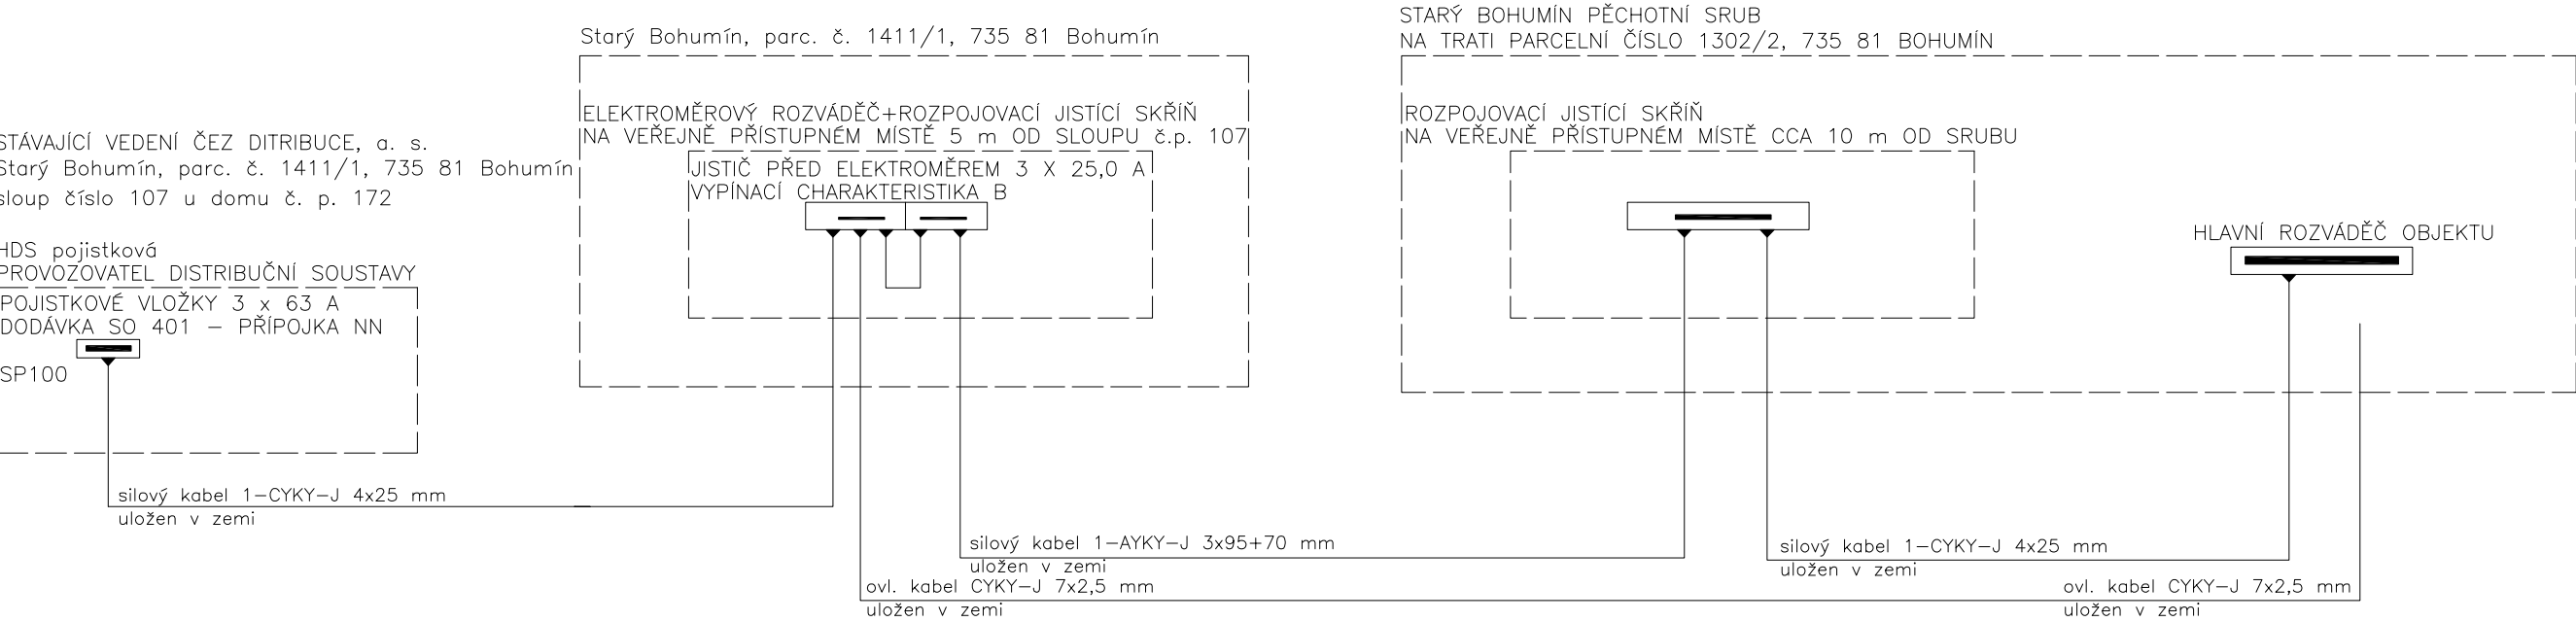 STÁVAJÍCÍ VEDENÍ ČEZ DITRIBUCE, a. s.
Starý Bohumín, parc. č. 1411/1, 735 81 Bohumín
sloup číslo 107 u domu č. p. 172
HDS pojistková
PROVOZOVATEL DISTRIBUČNÍ SOUSTAVY
POJISTKOVÉ VLOŽKY 3 x 63 A
DODÁVKA SO 401 – PŘÍPOJKA NN
SP100
silový kabel 1-CYKY-J 4x25 mm
uložen v zemi
Starý Bohumín, parc. č. 1411/1, 735 81 Bohumín
ELEKTROMĚROVÝ ROZVÁDĚČ+ROZPOJOVACÍ JISTÍCÍ SKŘÍŇ
NA VEŘEJNĚ PŘÍSTUPNÉM MÍSTĚ 5 m OD SLOUPU č.p. 107
JISTIČ PŘED ELEKTROMĚREM 3 X 25,0 A
VYPÍNACÍ CHARAKTERISTIKA B
silový kabel 1-AYKY-J 3x95+70 mm
uložen v zemi
ovl. kabel CYKY-J 7x2,5 mm
uložen v zemi
STARÝ BOHUMÍN PĚCHOTNÍ SRUB
NA TRATI PARCELNÍ ČÍSLO 1302/2, 735 81 BOHUMÍN
ROZPOJOVACÍ JISTÍCÍ SKŘÍŇ
NA VEŘEJNĚ PŘÍSTUPNÉM MÍSTĚ CCA 10 m OD SRUBU
HLAVNÍ ROZVÁDĚČ OBJEKTU
silový kabel 1-CYKY-J 4x25 mm
uložen v zemi
ovl. kabel CYKY-J 7x2,5 mm
uložen v zemi